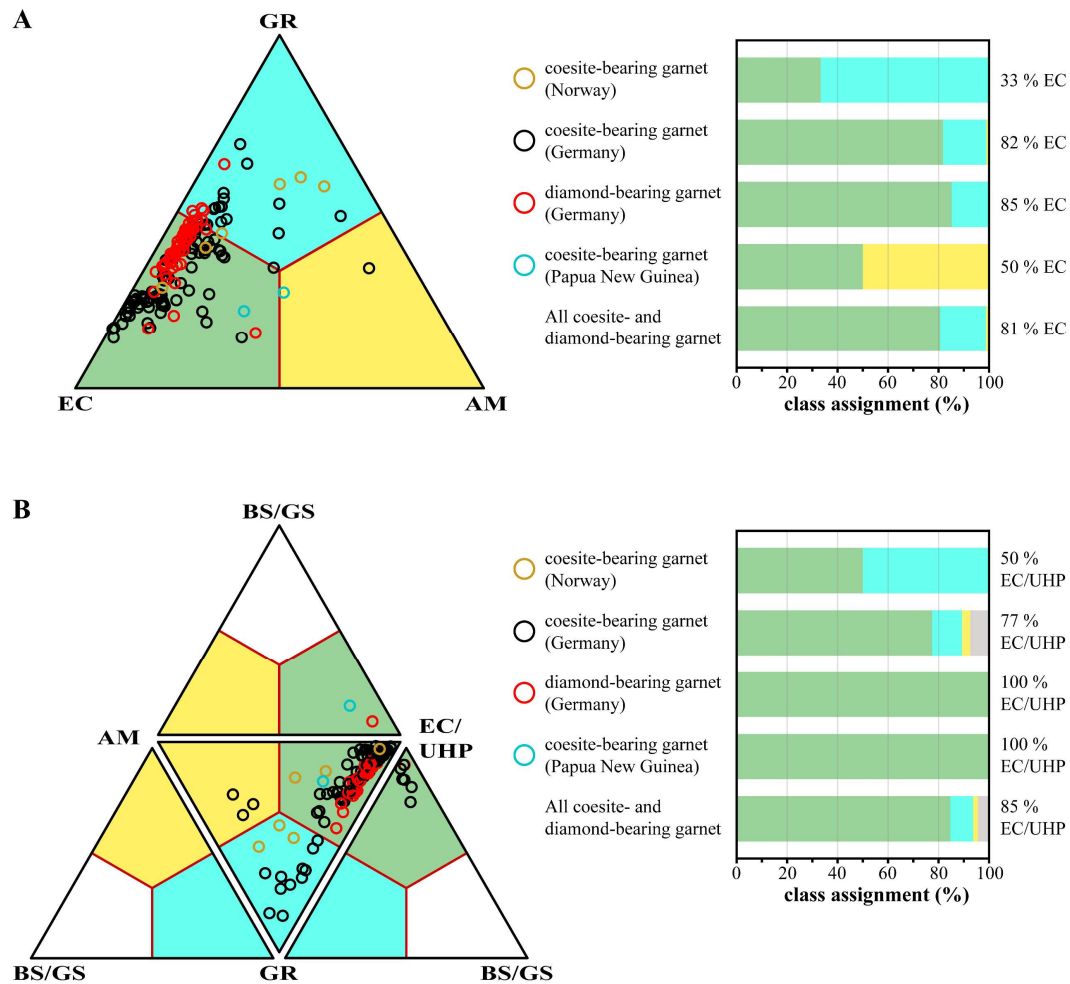 A
GR
EC
AM
coesite-bearing garnet
(Norway)
coesite-bearing garnet
(Germany)
diamond-bearing garnet
(Germany)
coesite-bearing garnet
(Papua New Guinea)
All coesite- and
diamond-bearing garnet
33 % EC
82 % EC
85 % EC
50 % EC
81 % EC
0 20 40 60 80 100
class assignment (%)
B
BS/GS
AM
EC/
UHP
BS/GS
GR
BS/GS
coesite-bearing garnet
(Norway)
coesite-bearing garnet
(Germany)
diamond-bearing garnet
(Germany)
coesite-bearing garnet
(Papua New Guinea)
All coesite- and
diamond-bearing garnet
50 %
EC/UHP
77 %
EC/UHP
100 %
EC/UHP
100 %
EC/UHP
85 %
EC/UHP
0 20 40 60 80 100
class assignment (%)